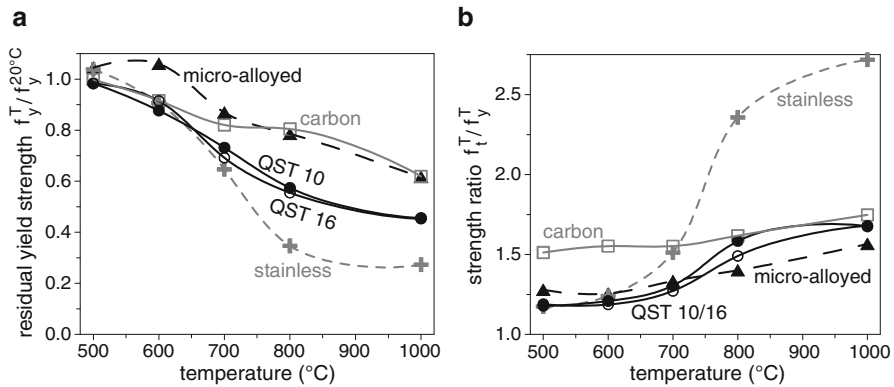 a
residual yield strength f_y^T / f_y^20°C
1.0
0.8
0.6
0.4
0.2
0.0
500 600 700 800 900 1000
temperature (°C)
micro-alloyed
carbon
QST 10
QST 16
stainless
b
strength ratio f_t^T / f_y^T
2.5
2.0
1.5
1.0
500 600 700 800 900 1000
temperature (°C)
stainless
carbon
micro-alloyed
QST 10/16